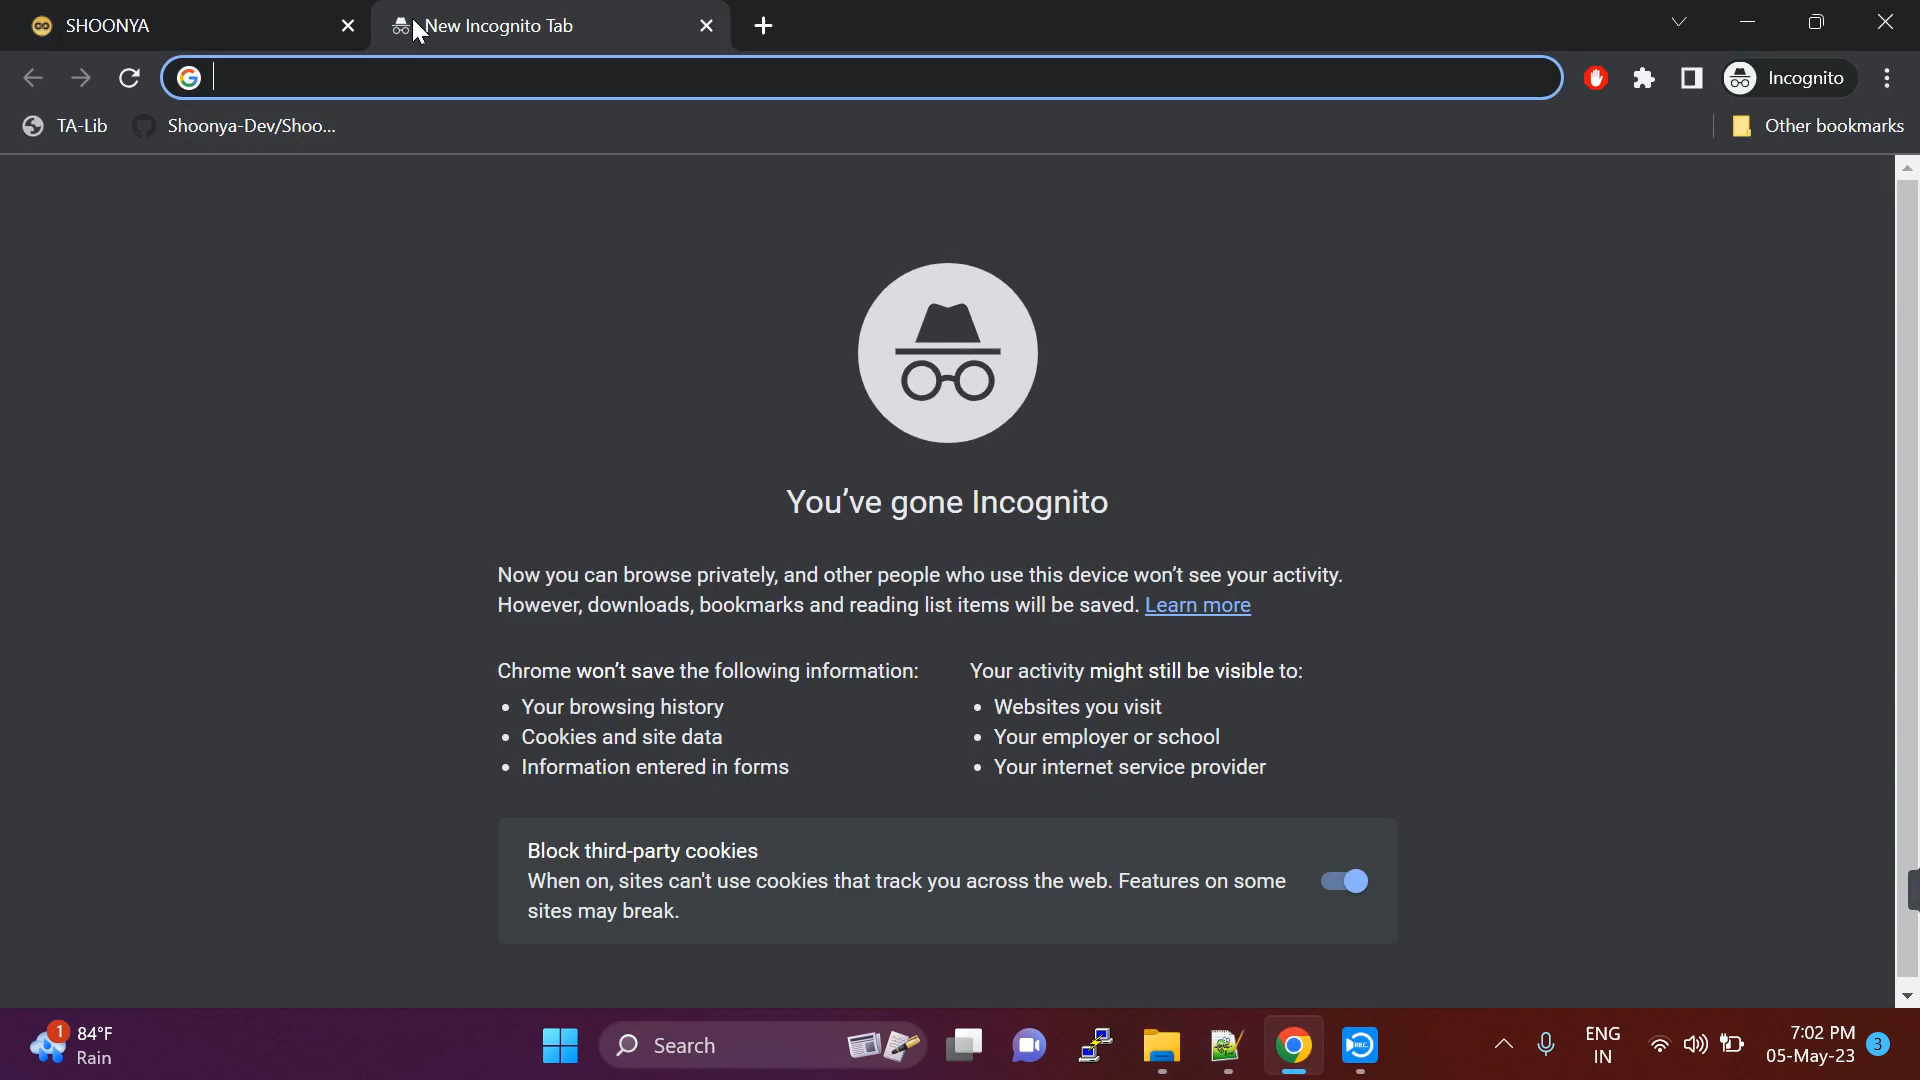 SHOONYA
New Incognito Tab
Incognito
TA-Lib
Shoonya-Dev/Shoo...
Other bookmarks
You've gone Incognito
Now you can browse privately, and other people who use this device won't see your activity.
However, downloads, bookmarks and reading list items will be saved. Learn more
Chrome won't save the following information:
Your browsing history
Cookies and site data
Information entered in forms
Your activity might still be visible to:
Websites you visit
Your employer or school
Your internet service provider
Block third-party cookies
When on, sites can't use cookies that track you across the web. Features on some
sites may break.
1
84°F
Rain
Search
REC
ENG
IN
7:02 PM
05-May-23
3